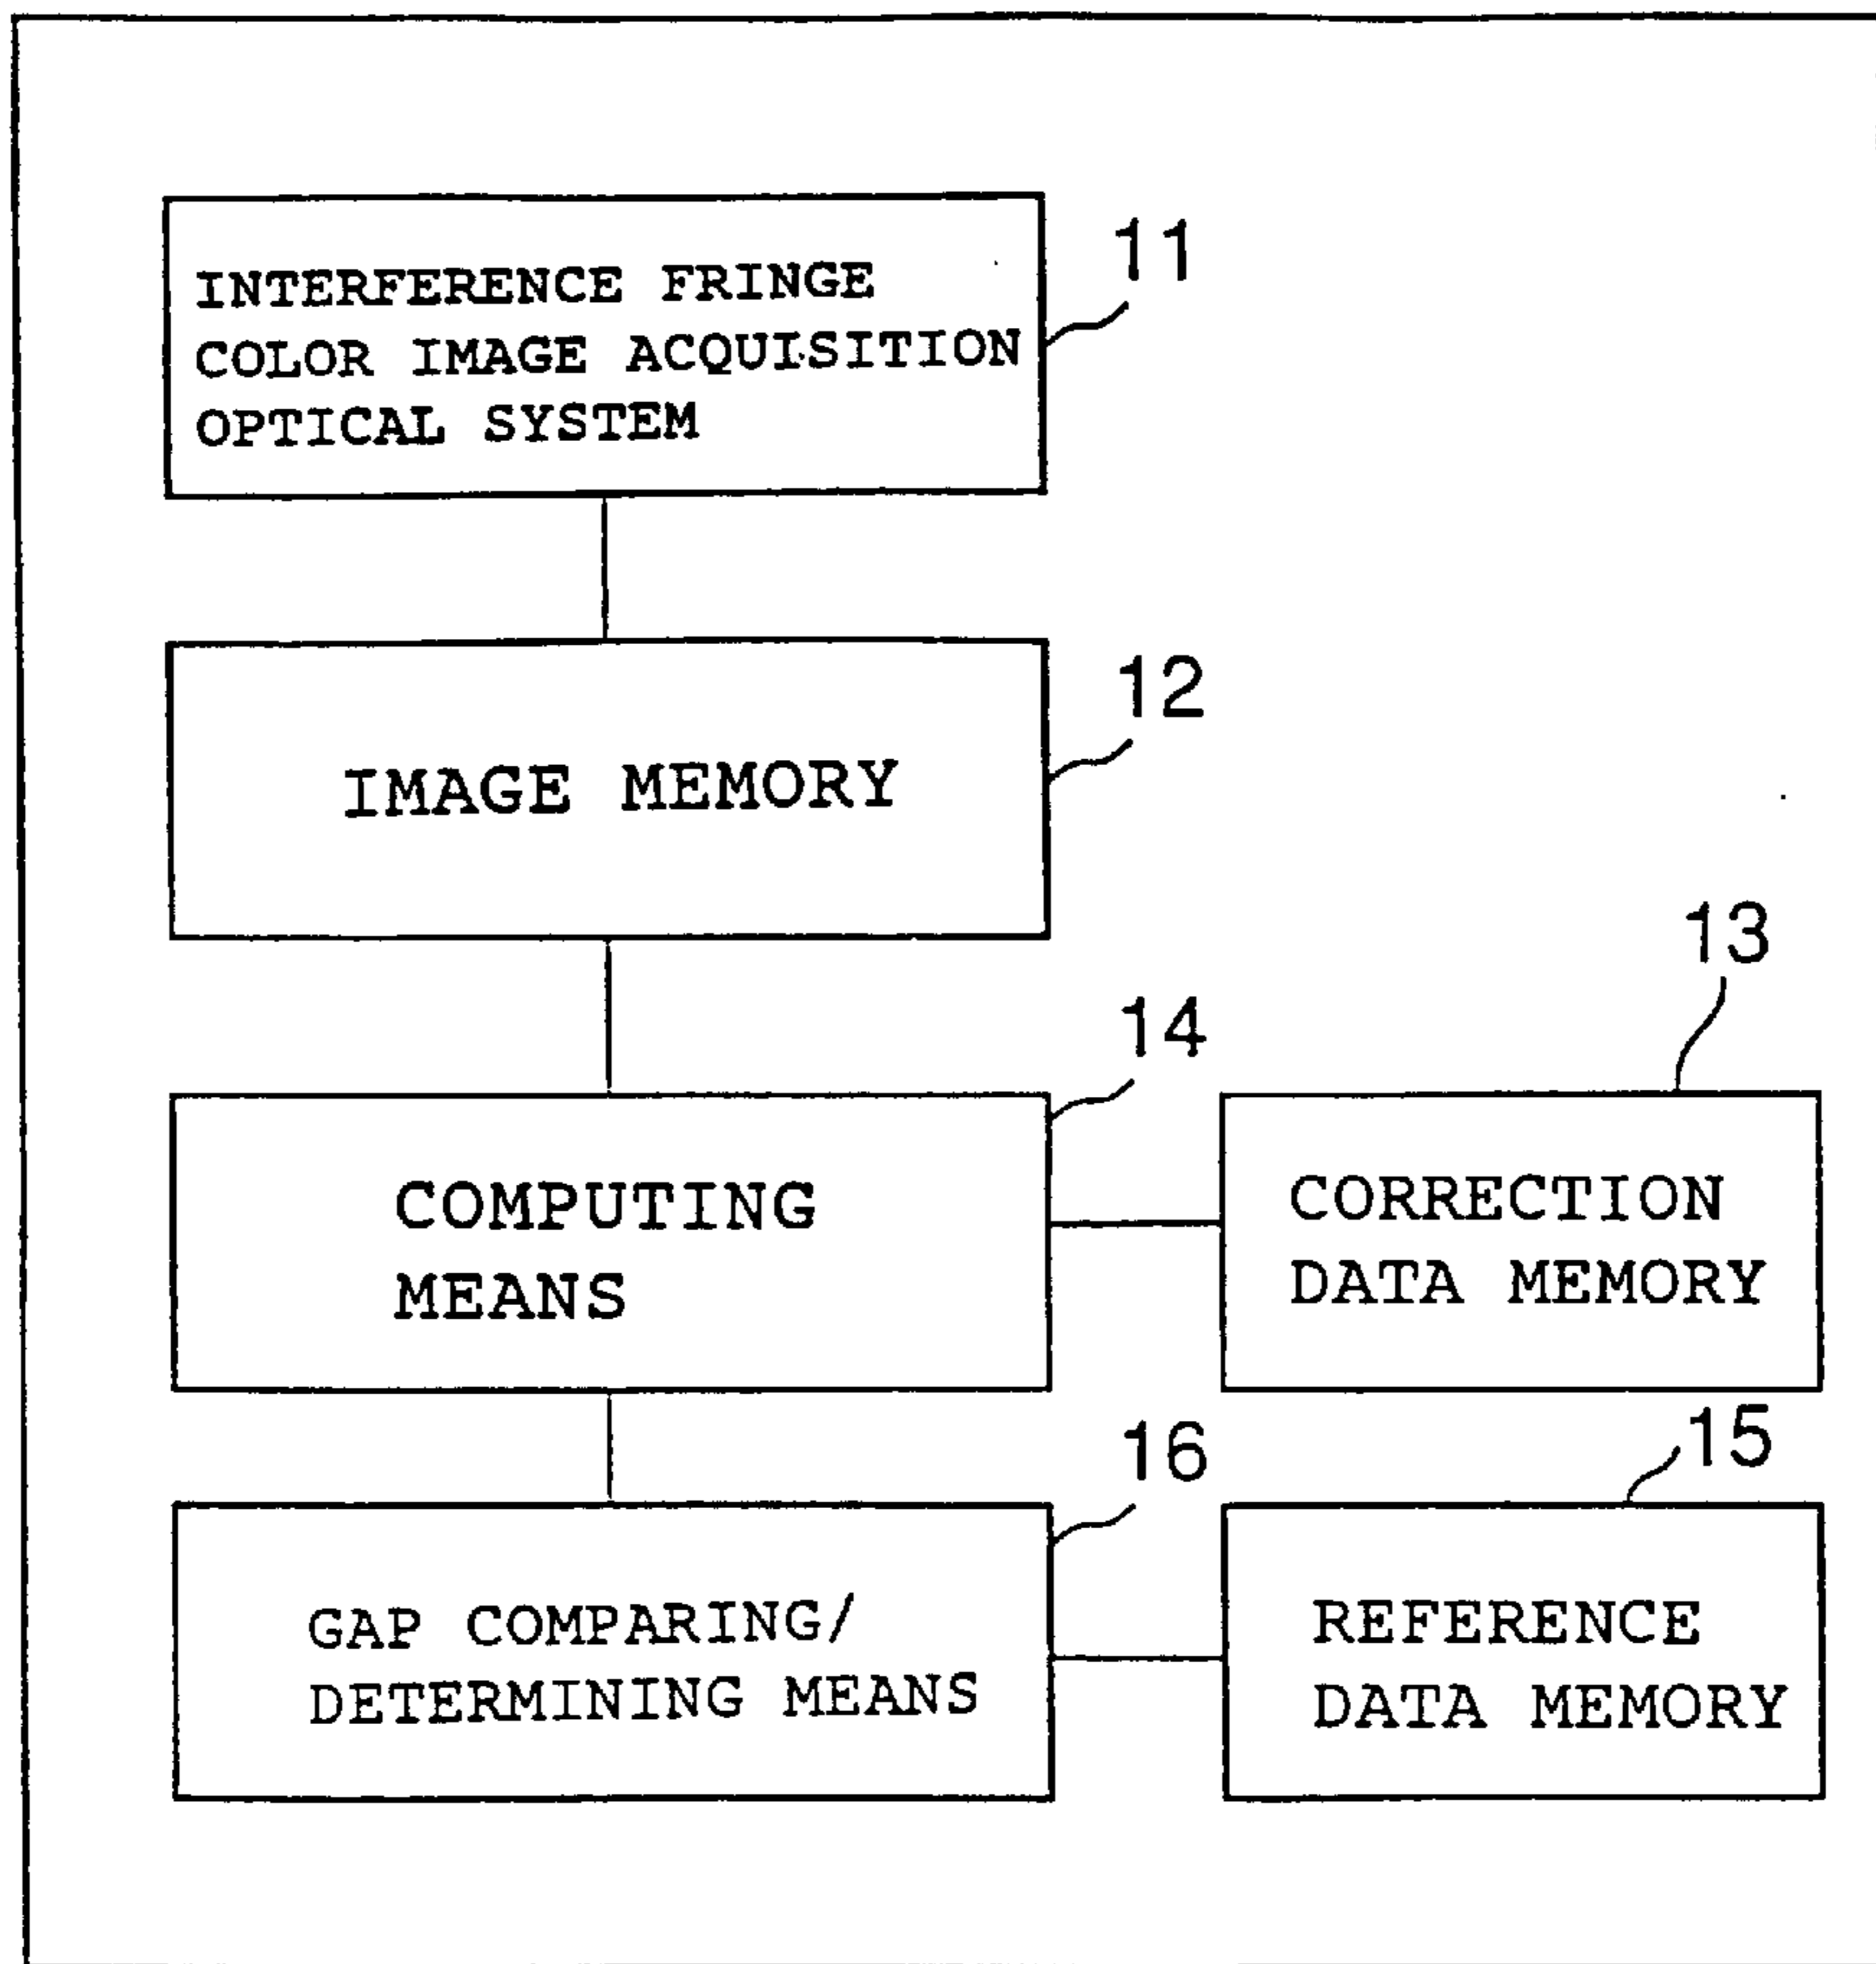 INTERFERENCE FRINGE
COLOR IMAGE ACQUISITION
OPTICAL SYSTEM
11
IMAGE MEMORY
12
COMPUTING
MEANS
14
CORRECTION
DATA MEMORY
13
GAP COMPARING/
DETERMINING MEANS
16
REFERENCE
DATA MEMORY
15